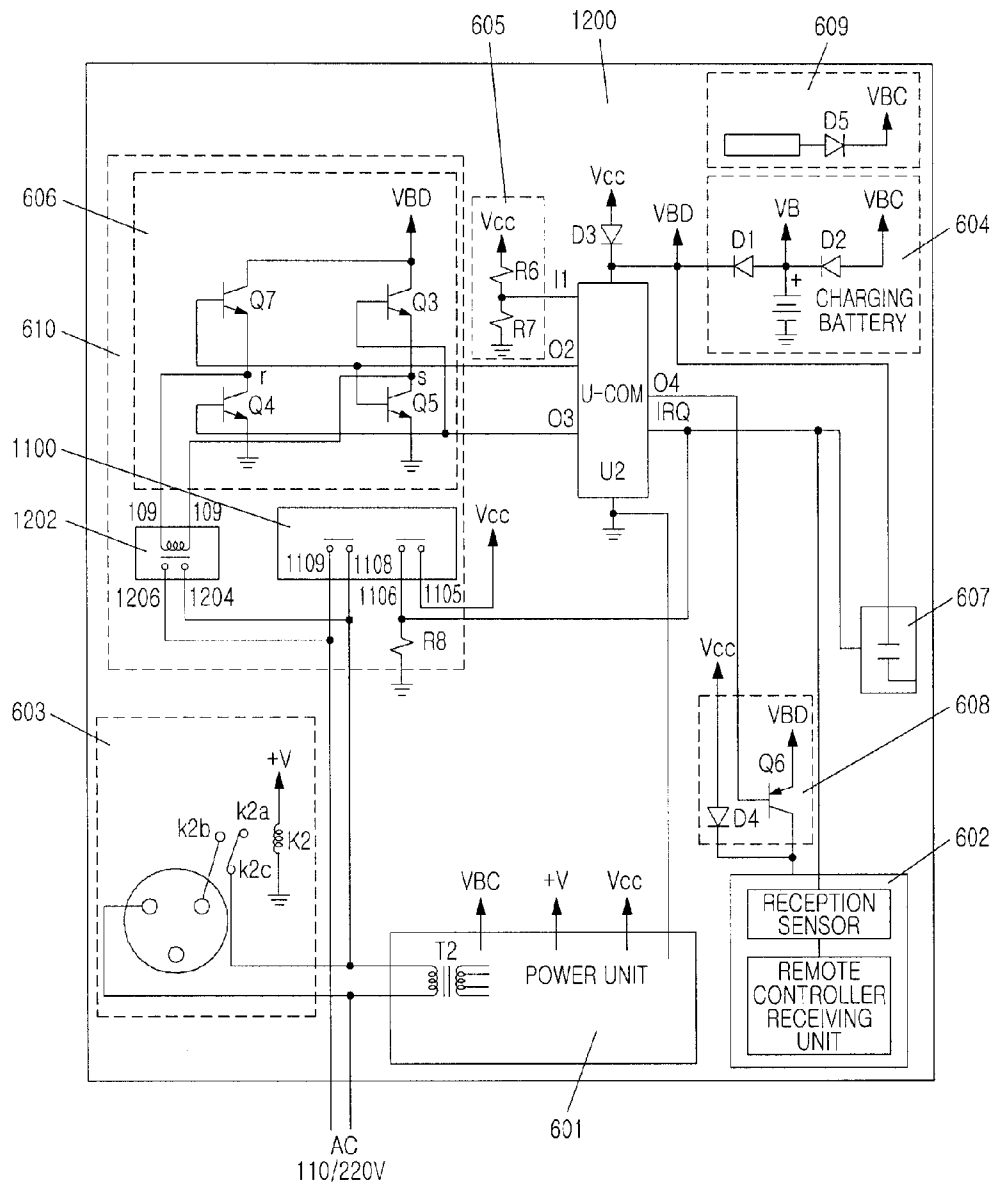 605
1200
609
VBC
D5
606
VBD
Vcc
Vcc
D3
VBD
VB
VBC
604
D1
D2
R6
I1
+
CHARGING
BATTERY
Q7
Q3
R7
610
O2
r
s
U-COM
O4
IRQ
Q4
Q5
O3
1100
U2
109
109
Vcc
1202
1109
1108
1206
1204
1106
1105
607
R8
Vcc
603
VBD
608
+V
Q6
k2a
k2b
K2
D4
k2c
602
VBC
+V
Vcc
RECEPTION
SENSOR
T2
POWER UNIT
REMOTE
CONTROLLER
RECEIVING
UNIT
601
AC
110/220V